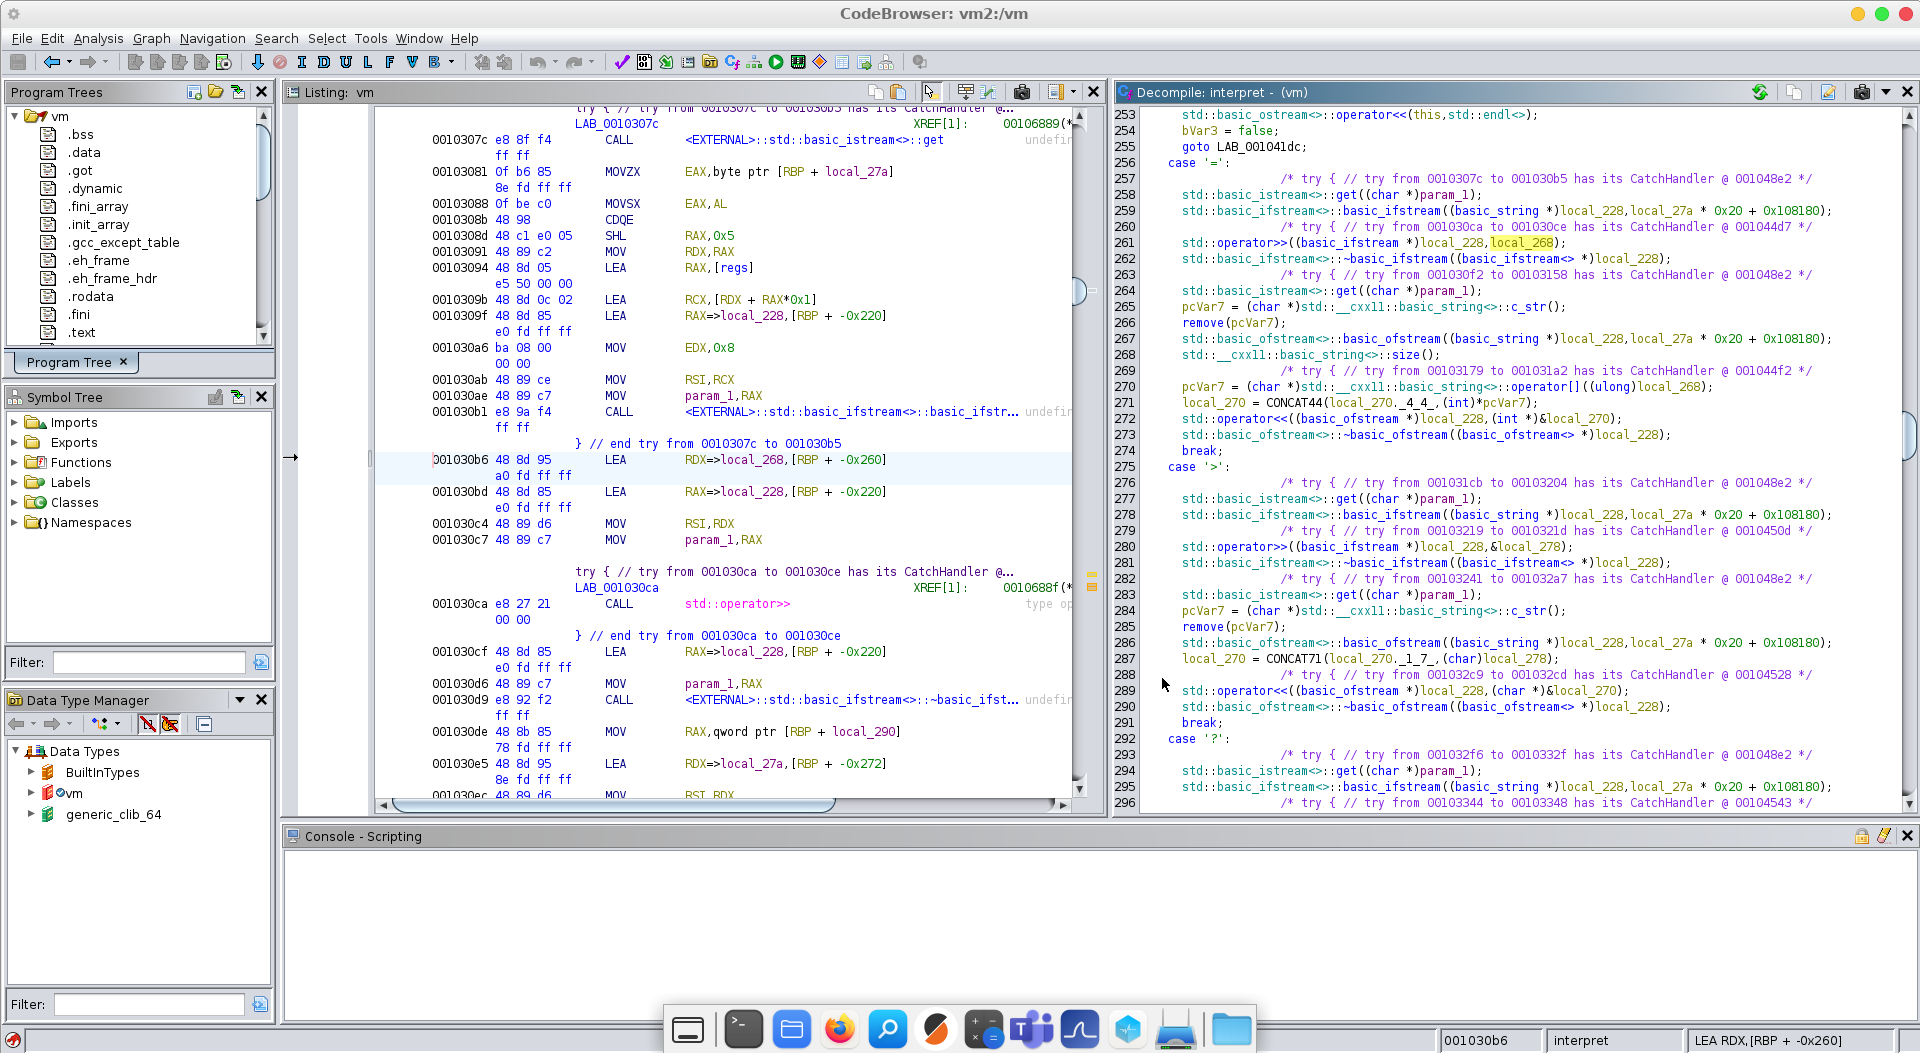 CodeBrowser: vm2:/vm
File Edit Analysis Graph Navigation Search Select Tools Window Help
I D U L F V B
Program Trees
vm
.bss
.data
.got
.dynamic
.fini_array
.init_array
.gcc_except_table
.eh_frame
.eh_frame_hdr
.rodata
.fini
.text
Program Tree
Symbol Tree
Imports
Exports
Functions
Labels
Classes
Namespaces
Filter:
Data Type Manager
Data Types
BuiltInTypes
vm
generic_clib_64
Filter:
Listing: vm
try { // try from 0010307c to 001030b5 has its CatchHandler @...
LAB_0010307c XREF[1]: 00106889(*
0010307c e8 8f f4 CALL <EXTERNAL>::std::basic_istream<>::get undefin
ff ff
00103081 0f b6 85 MOVZX EAX,byte ptr [RBP + local_27a]
8e fd ff ff
00103088 0f be c0 MOVSX EAX,AL
0010308b 48 98 CDQE
0010308d 48 c1 e0 05 SHL RAX,0x5
00103091 48 89 c2 MOV RDX,RAX
00103094 48 8d 05 LEA RAX,[regs]
e5 50 00 00
0010309b 48 8d 0c 02 LEA RCX,[RDX + RAX*0x1]
0010309f 48 8d 85 LEA RAX=>local_228,[RBP + -0x220]
e0 fd ff ff
001030a6 ba 08 00 MOV EDX,0x8
00 00
001030ab 48 89 ce MOV RSI,RCX
001030ae 48 89 c7 MOV param_1,RAX
001030b1 e8 9a f4 CALL <EXTERNAL>::std::basic_ifstream<>::basic_ifstr... undefin
ff ff
} // end try from 0010307c to 001030b5
001030b6 48 8d 95 LEA RDX=>local_268,[RBP + -0x260]
a0 fd ff ff
001030bd 48 8d 85 LEA RAX=>local_228,[RBP + -0x220]
e0 fd ff ff
001030c4 48 89 d6 MOV RSI,RDX
001030c7 48 89 c7 MOV param_1,RAX
try { // try from 001030ca to 001030ce has its CatchHandler @...
LAB_001030ca XREF[1]: 0010688f(*
001030ca e8 27 21 CALL std::operator>> type op
00 00
} // end try from 001030ca to 001030ce
001030cf 48 8d 85 LEA RAX=>local_228,[RBP + -0x220]
e0 fd ff ff
001030d6 48 89 c7 MOV param_1,RAX
001030d9 e8 92 f2 CALL <EXTERNAL>::std::basic_ifstream<>::~basic_ifst... undefin
ff ff
001030de 48 8b 85 MOV RAX,qword ptr [RBP + local_290]
78 fd ff ff
001030e5 48 8d 95 LEA RDX=>local_27a,[RBP + -0x272]
8e fd ff ff
001030ec 48 89 d6 MOV RSI,RDX
Decompile: interpret - (vm)
253 std::basic_ostream<>::operator<<(this,std::endl<>);
254 bVar3 = false;
255 goto LAB_001041dc;
256 case '=':
257 /* try { // try from 0010307c to 001030b5 has its CatchHandler @ 001048e2 */
258 std::basic_istream<>::get((char *)param_1);
259 std::basic_ifstream<>::basic_ifstream((basic_string *)local_228,local_27a * 0x20 + 0x108180);
260 /* try { // try from 001030ca to 001030ce has its CatchHandler @ 001044d7 */
261 std::operator>>((basic_ifstream *)local_228,local_268);
262 std::basic_ifstream<>::~basic_ifstream((basic_ifstream<> *)local_228);
263 /* try { // try from 001030f2 to 00103158 has its CatchHandler @ 001048e2 */
264 std::basic_istream<>::get((char *)param_1);
265 pcVar7 = (char *)std::__cxx11::basic_string<>::c_str();
266 remove(pcVar7);
267 std::basic_ofstream<>::basic_ofstream((basic_string *)local_228,local_27a * 0x20 + 0x108180);
268 std::__cxx11::basic_string<>::size();
269 /* try { // try from 00103179 to 001031a2 has its CatchHandler @ 001044f2 */
270 pcVar7 = (char *)std::__cxx11::basic_string<>::operator[]((ulong)local_268);
271 local_270 = CONCAT44(local_270._4_4_,(int)*pcVar7);
272 std::operator<<((basic_ofstream *)local_228,(int *)&local_270);
273 std::basic_ofstream<>::~basic_ofstream((basic_ofstream<> *)local_228);
274 break;
275 case '>':
276 /* try { // try from 001031cb to 00103204 has its CatchHandler @ 001048e2 */
277 std::basic_istream<>::get((char *)param_1);
278 std::basic_ifstream<>::basic_ifstream((basic_string *)local_228,local_27a * 0x20 + 0x108180);
279 /* try { // try from 00103219 to 0010321d has its CatchHandler @ 0010450d */
280 std::operator>>((basic_ifstream *)local_228,&local_278);
281 std::basic_ifstream<>::~basic_ifstream((basic_ifstream<> *)local_228);
282 /* try { // try from 00103241 to 001032a7 has its CatchHandler @ 001048e2 */
283 std::basic_istream<>::get((char *)param_1);
284 pcVar7 = (char *)std::__cxx11::basic_string<>::c_str();
285 remove(pcVar7);
286 std::basic_ofstream<>::basic_ofstream((basic_string *)local_228,local_27a * 0x20 + 0x108180);
287 local_270 = CONCAT71(local_270._1_7_,(char)local_278);
288 /* try { // try from 001032c9 to 001032cd has its CatchHandler @ 00104528 */
289 std::operator<<((basic_ofstream *)local_228,(char *)&local_270);
290 std::basic_ofstream<>::~basic_ofstream((basic_ofstream<> *)local_228);
291 break;
292 case '?':
293 /* try { // try from 001032f6 to 0010332f has its CatchHandler @ 001048e2 */
294 std::basic_istream<>::get((char *)param_1);
295 std::basic_ifstream<>::basic_ifstream((basic_string *)local_228,local_27a * 0x20 + 0x108180);
296 /* try { // try from 00103344 to 00103348 has its CatchHandler @ 00104543 */
Console - Scripting
001030b6 interpret LEA RDX,[RBP + -0x260]